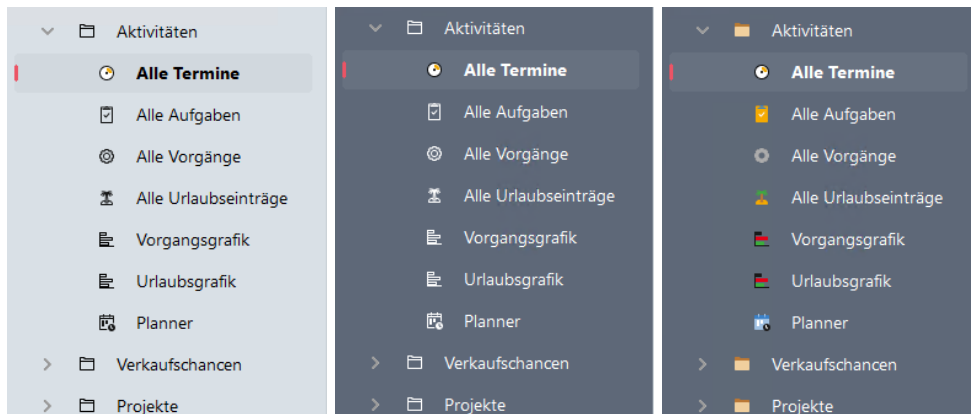 Aktivitäten
Alle Termine
Alle Aufgaben
Alle Vorgänge
Alle Urlaubseinträge
Vorgangsgrafik
Urlaubsgrafik
Planner
Verkaufschancen
Projekte
Aktivitäten
Alle Termine
Alle Aufgaben
Alle Vorgänge
Alle Urlaubseinträge
Vorgangsgrafik
Urlaubsgrafik
Planner
Verkaufschancen
Projekte
Aktivitäten
Alle Termine
Alle Aufgaben
Alle Vorgänge
Alle Urlaubseinträge
Vorgangsgrafik
Urlaubsgrafik
Planner
Verkaufschancen
Projekte